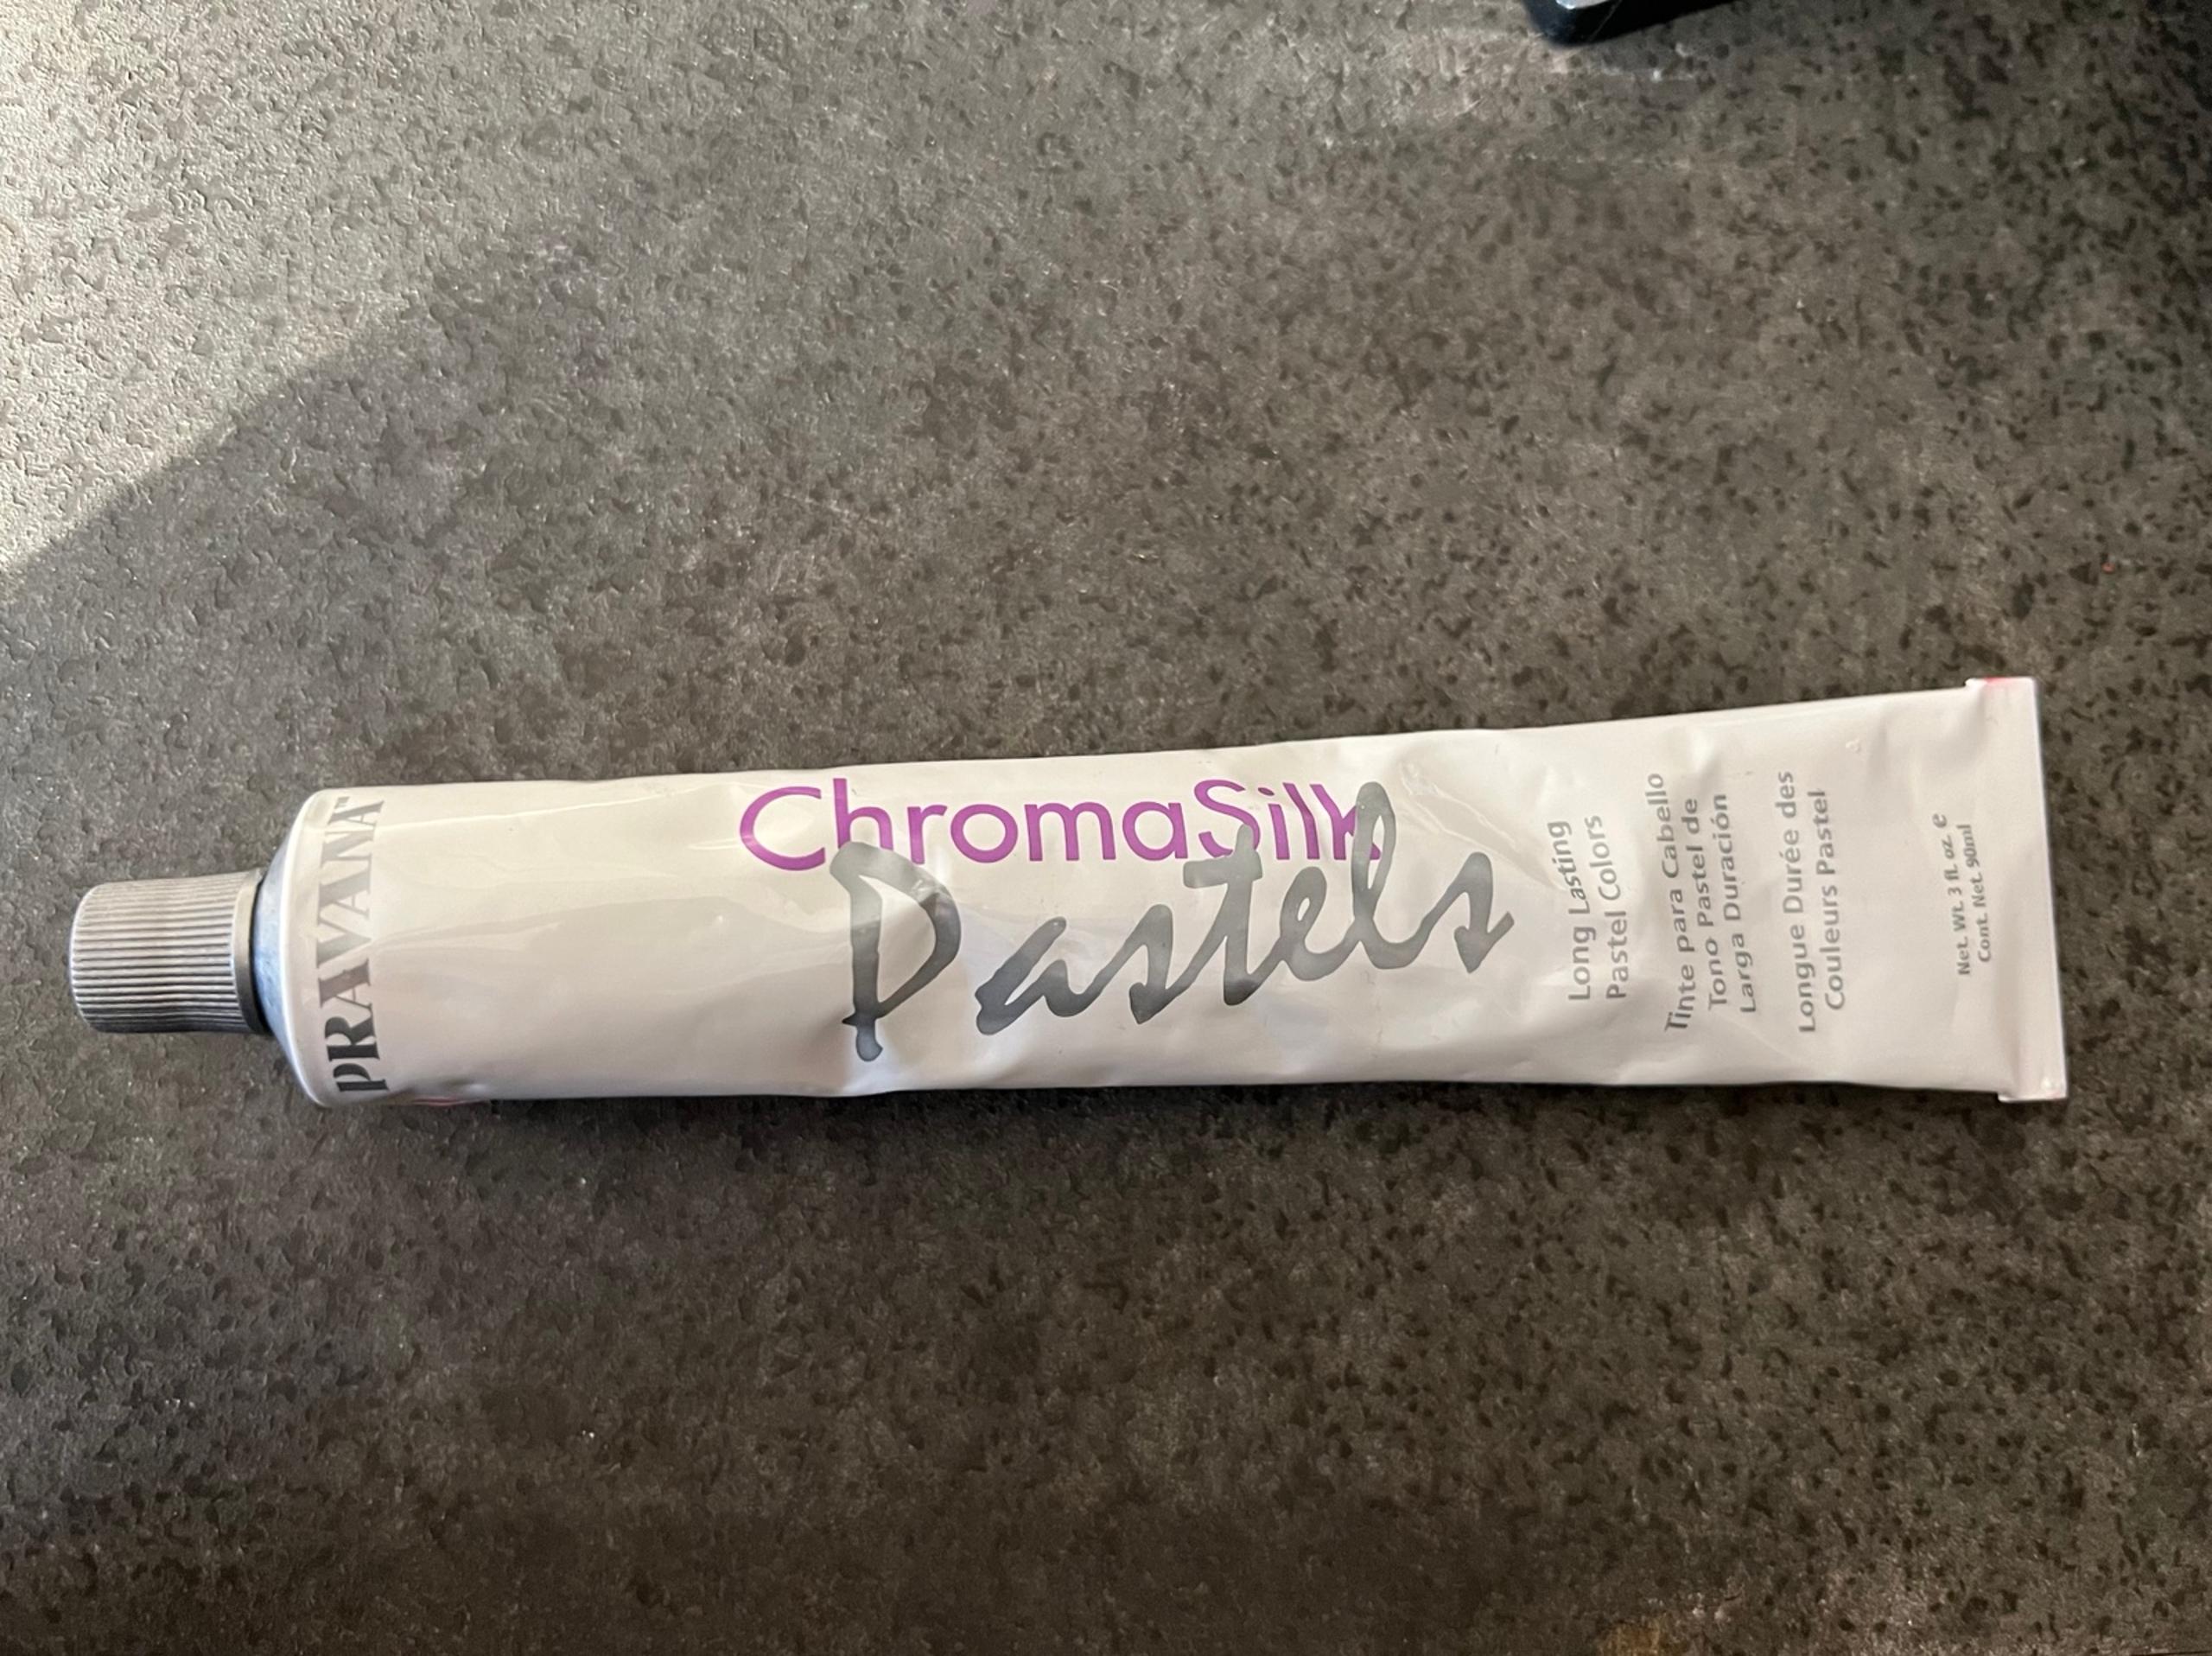 PRAVANA™
ChromaSilk
Pastels
Long Lasting
Pastel Colors
Tinte para Cabello
Tono Pastel de
Larga Duración
Longue Durée des
Couleurs Pastel
Net. Wt. 3 fl. oz. e
Cont. Net. 90ml